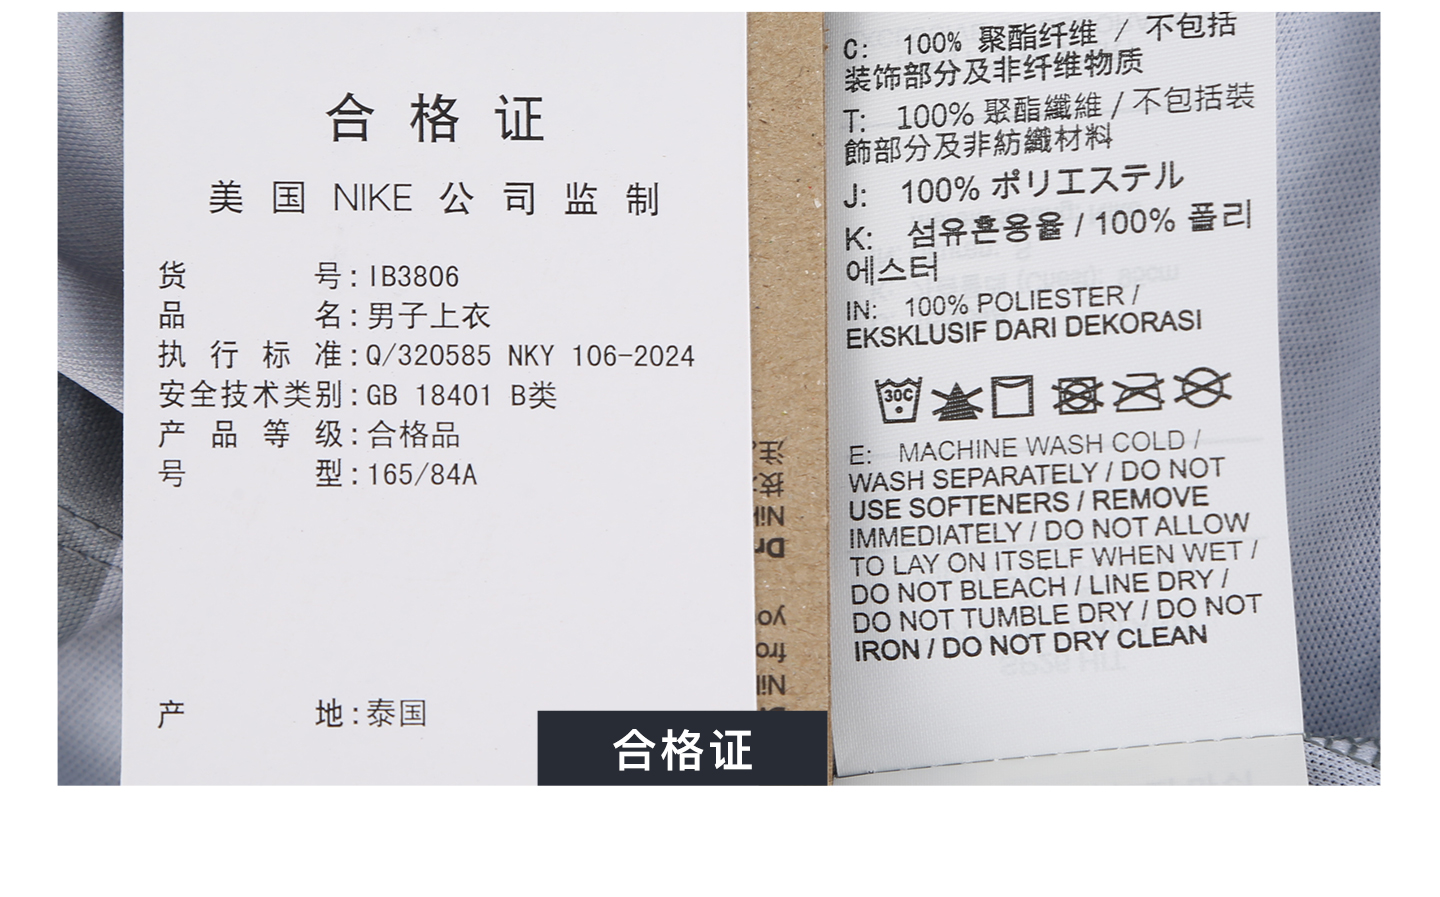 合格证
美国 NIKE 公司监制
货号:IB3806
品名:男子上衣
执行标准:Q/320585 NKY 106-2024
安全技术类别:GB 18401 B类
产品等级:合格品
号型:165/84A
产地:泰国
合格证
C: 100% 聚酯纤维 / 不包括
装饰部分及非纤维物质
T: 100% 聚酯纖維 / 不包括裝
飾部分及非紡織材料
J: 100% ポリエステル
K: 섬유혼용율 / 100% 폴리
에스터
IN: 100% POLIESTER /
EKSKLUSIF DARI DEKORASI
30C
E: MACHINE WASH COLD /
WASH SEPARATELY / DO NOT
USE SOFTENERS / REMOVE
IMMEDIATELY / DO NOT ALLOW
TO LAY ON ITSELF WHEN WET /
DO NOT BLEACH / LINE DRY /
DO NOT TUMBLE DRY / DO NOT
IRON / DO NOT DRY CLEAN